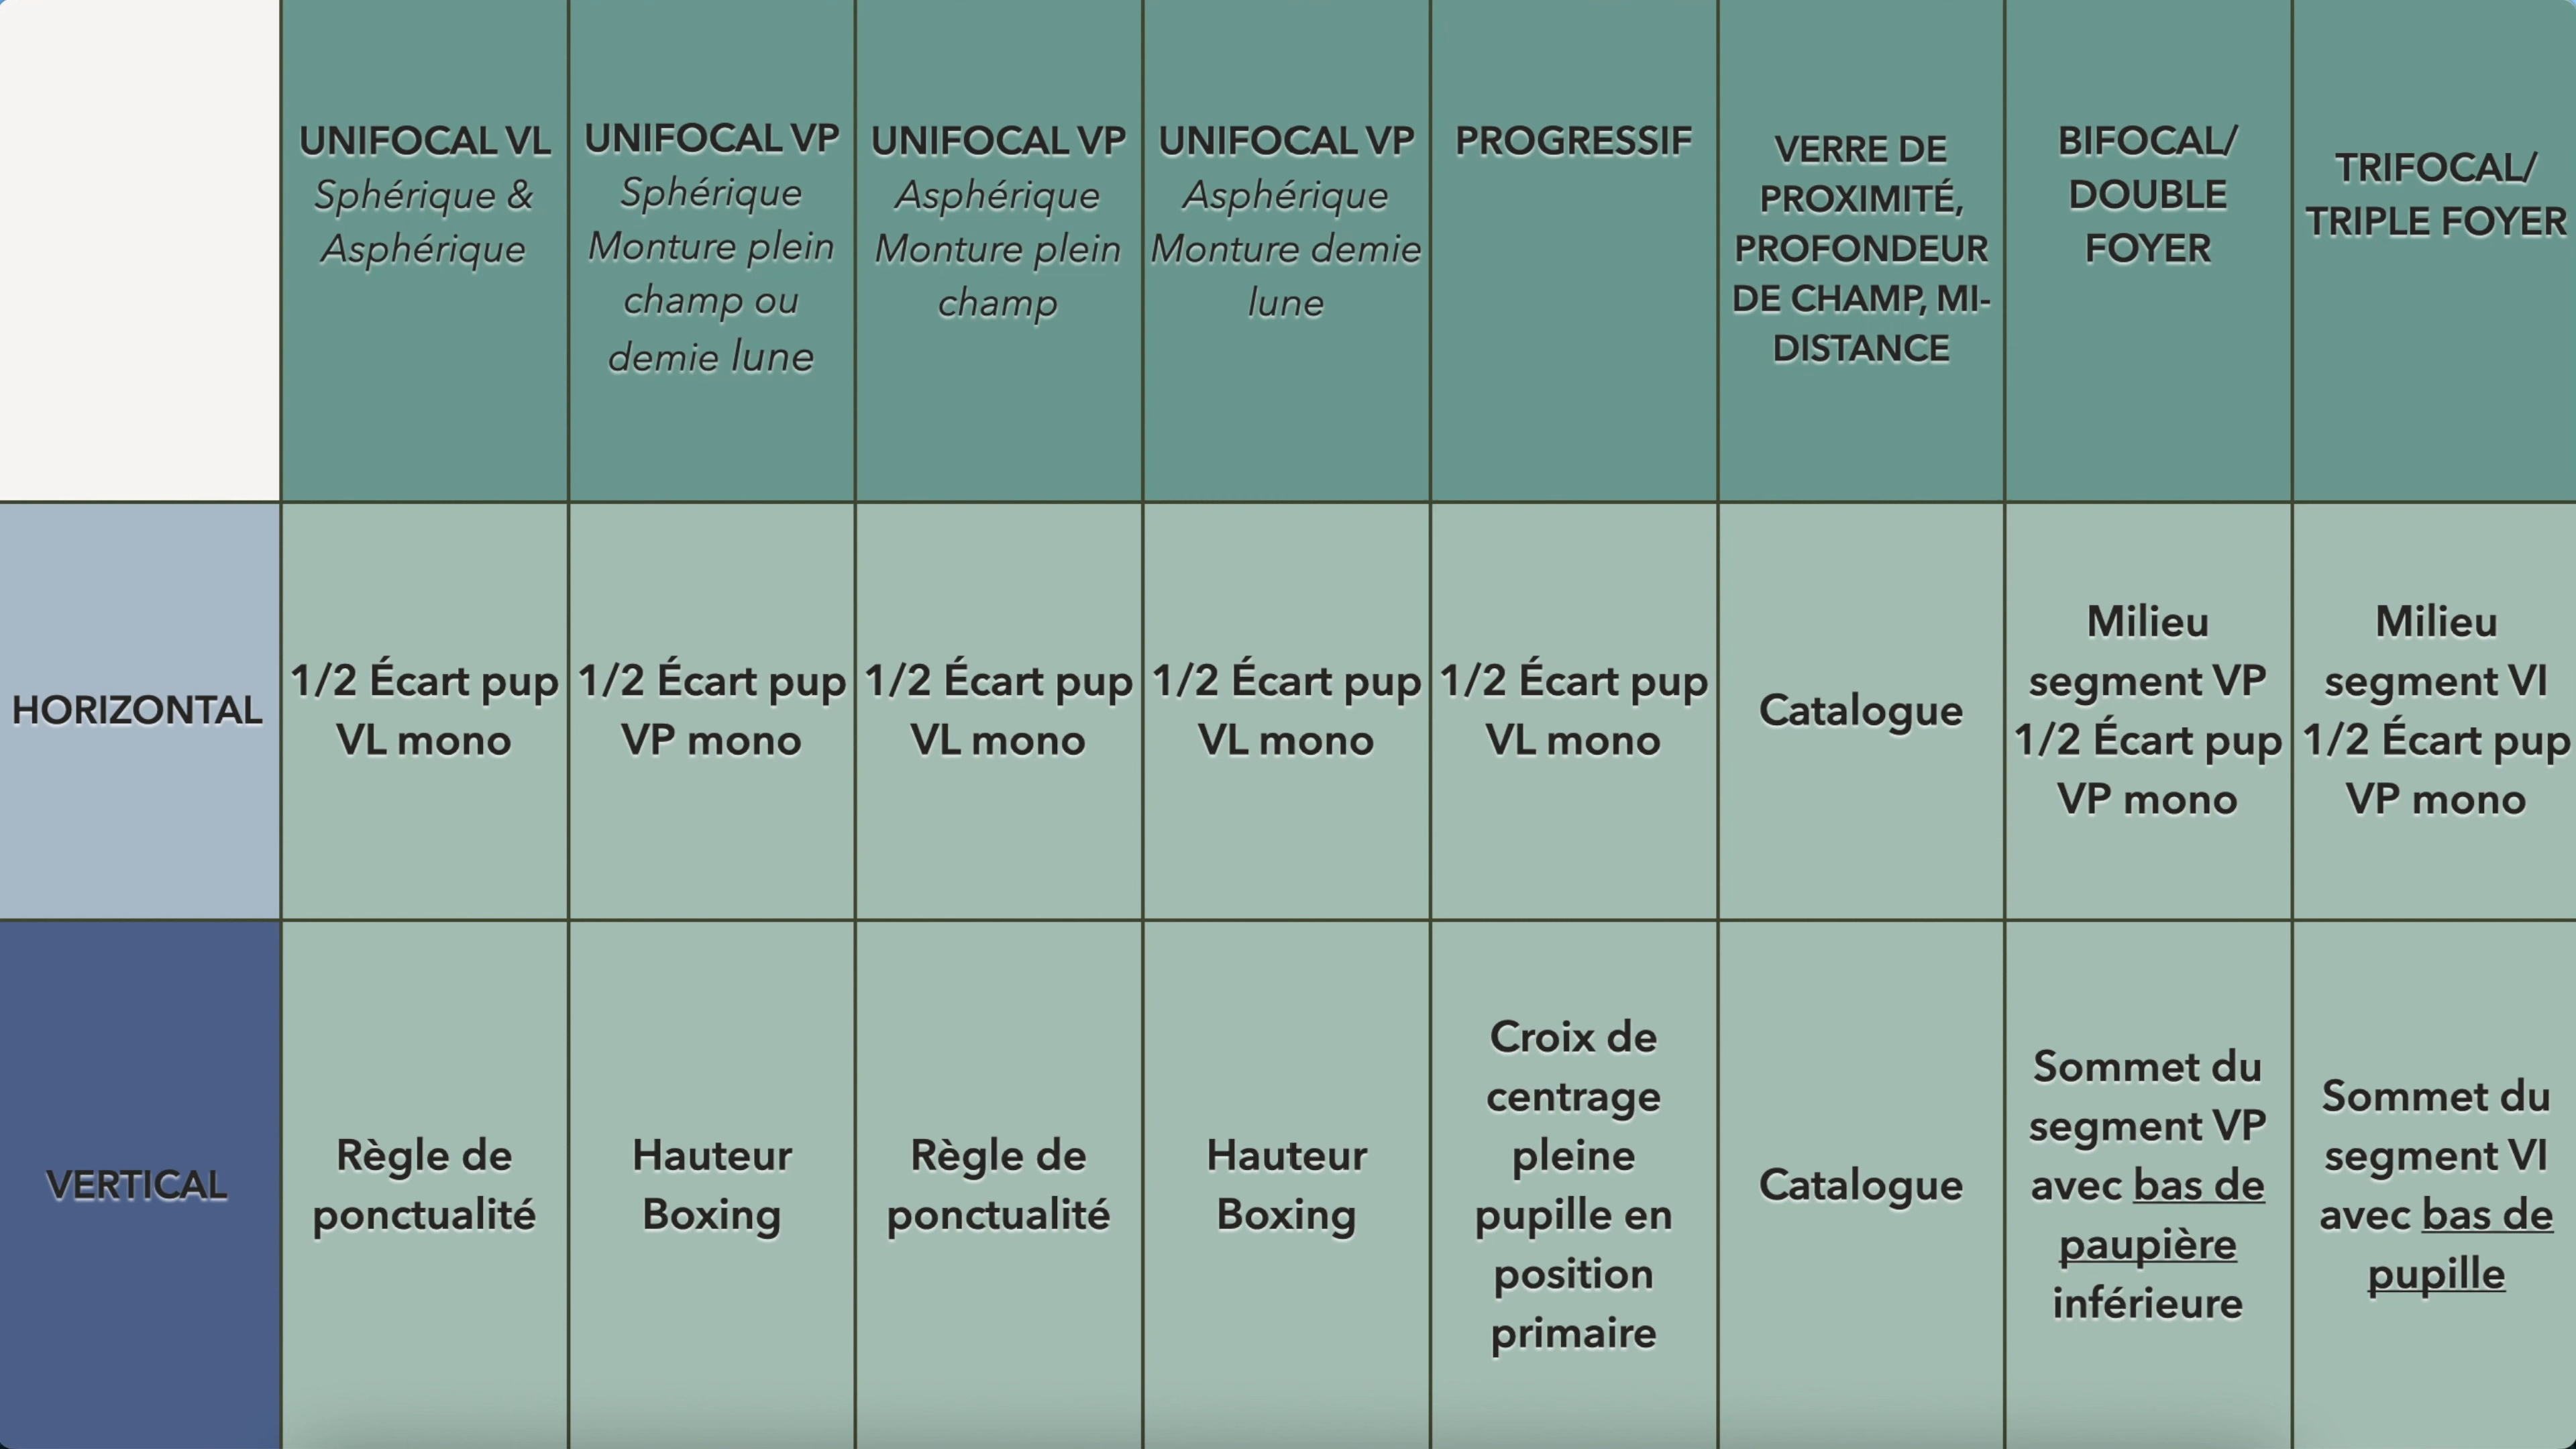 UNIFOCAL VL
Sphérique &
Asphérique
UNIFOCAL VP
Sphérique
Monture plein
champ ou
demie lune
UNIFOCAL VP
Asphérique
Monture plein
champ
UNIFOCAL VP
Asphérique
Monture demie
lune
PROGRESSIF
VERRE DE
PROXIMITÉ,
PROFONDEUR
DE CHAMP, MI-
DISTANCE
BIFOCAL/
DOUBLE
FOYER
TRIFOCAL/
TRIPLE FOYER
HORIZONTAL
1/2 Écart pup
VL mono
1/2 Écart pup
VP mono
1/2 Écart pup
VL mono
1/2 Écart pup
VL mono
1/2 Écart pup
VL mono
Catalogue
Milieu
segment VP
1/2 Écart pup
VP mono
Milieu
segment VI
1/2 Écart pup
VP mono
VERTICAL
Règle de
ponctualité
Hauteur
Boxing
Règle de
ponctualité
Hauteur
Boxing
Croix de
centrage
pleine
pupille en
position
primaire
Catalogue
Sommet du
segment VP
avec bas de
paupière
inférieure
Sommet du
segment VI
avec bas de
pupille